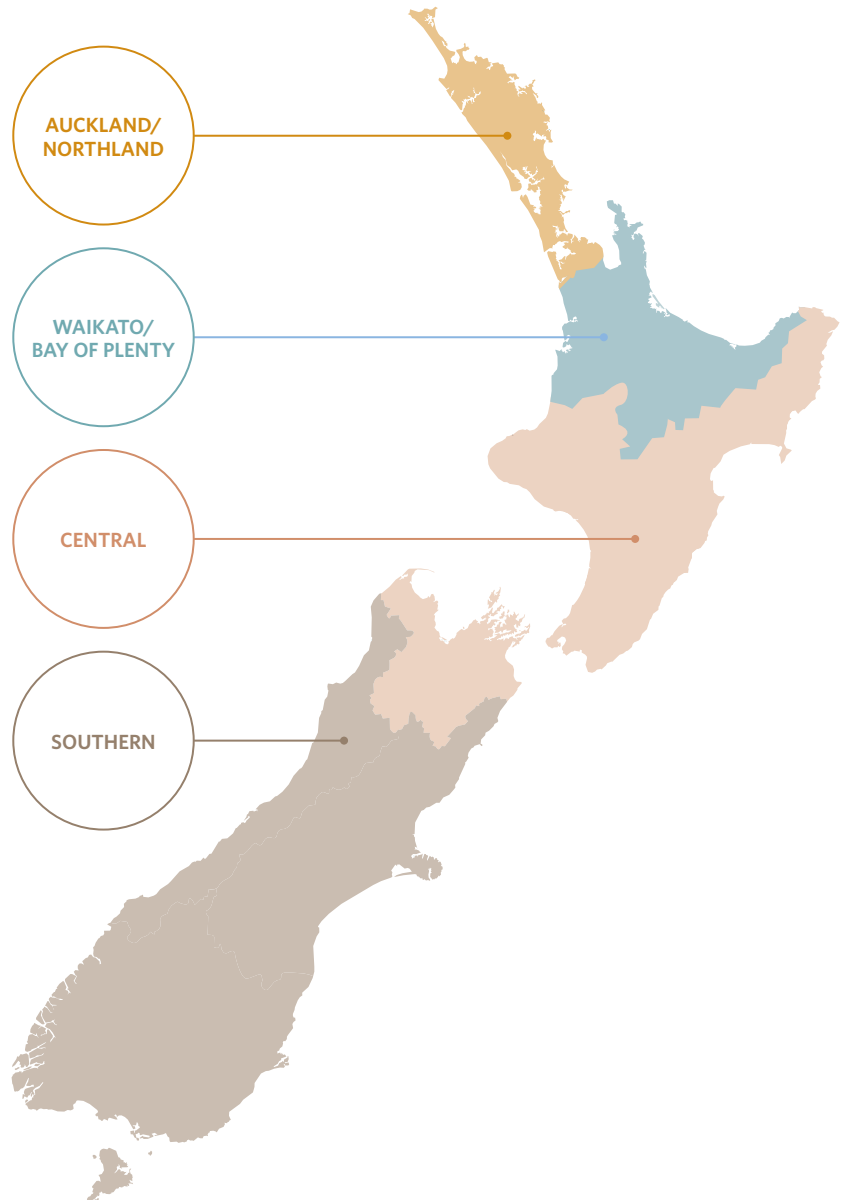 AUCKLAND/
NORTHLAND
WAIKATO/
BAY OF PLENTY
CENTRAL
SOUTHERN